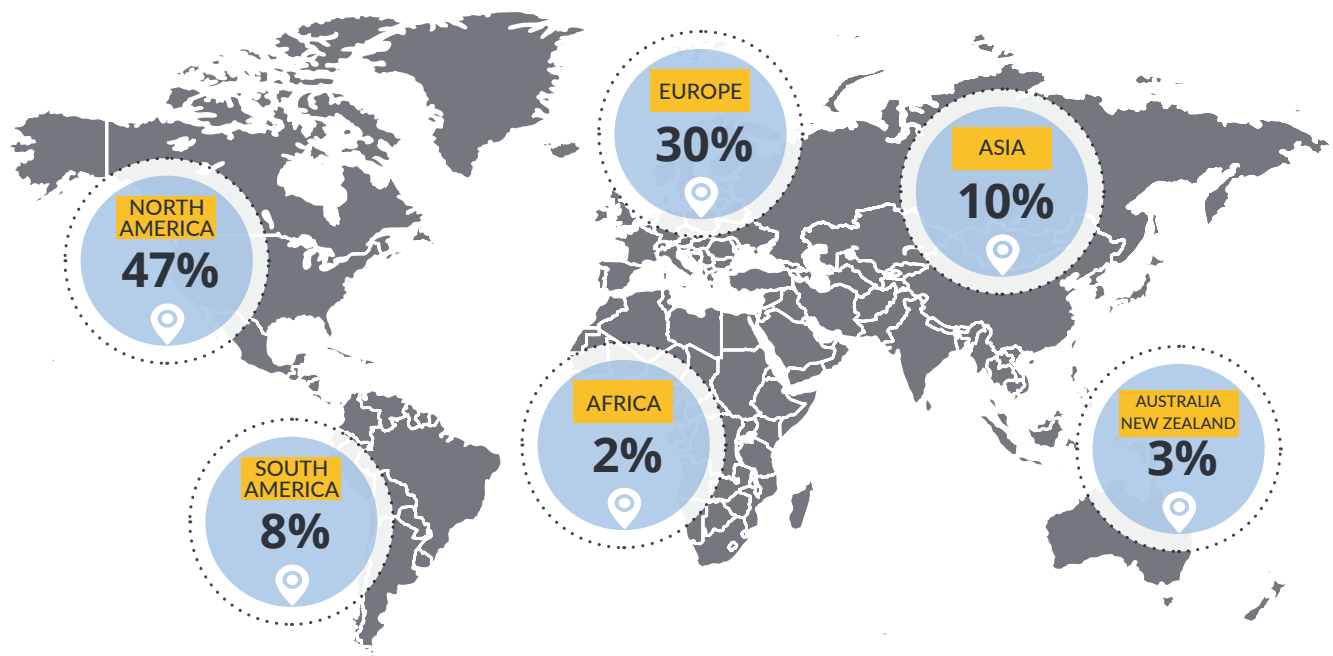 EUROPE
30%
ASIA
10%
NORTH
AMERICA
47%
AFRICA
2%
AUSTRALIA
NEW ZEALAND
3%
SOUTH
AMERICA
8%